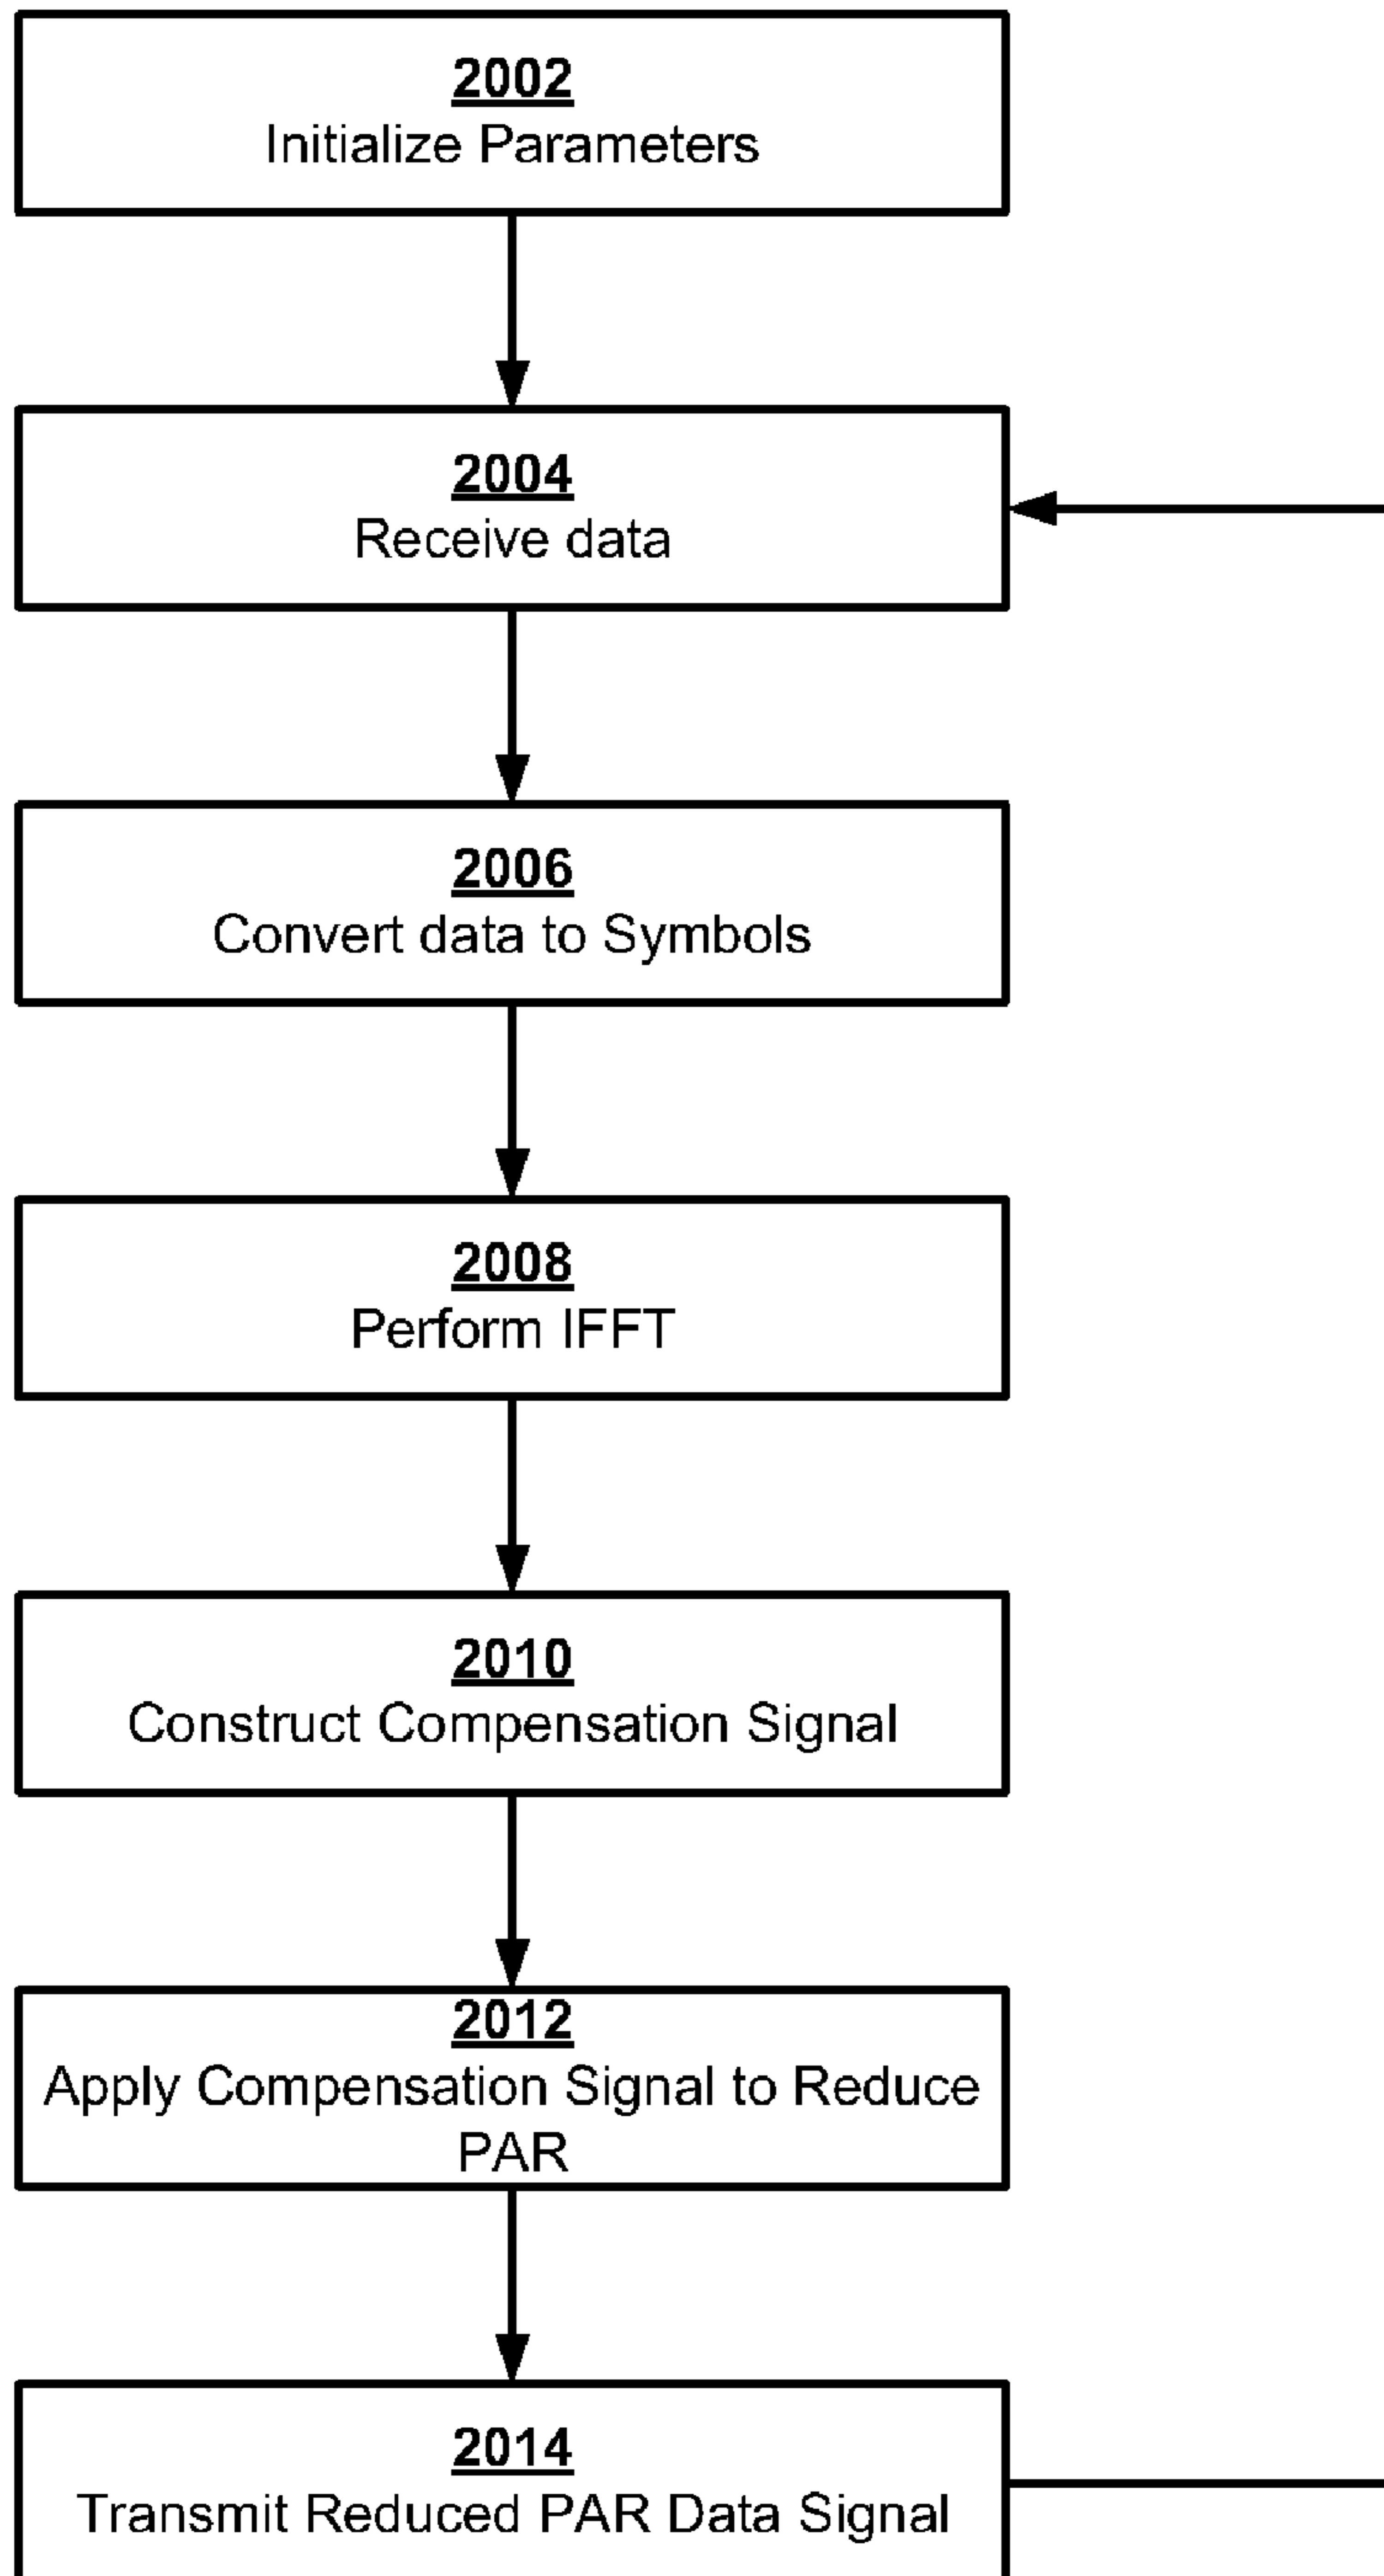 2002
Initialize Parameters
2004
Receive data
2006
Convert data to Symbols
2008
Perform IFFT
2010
Construct Compensation Signal
2012
Apply Compensation Signal to Reduce
PAR
2014
Transmit Reduced PAR Data Signal